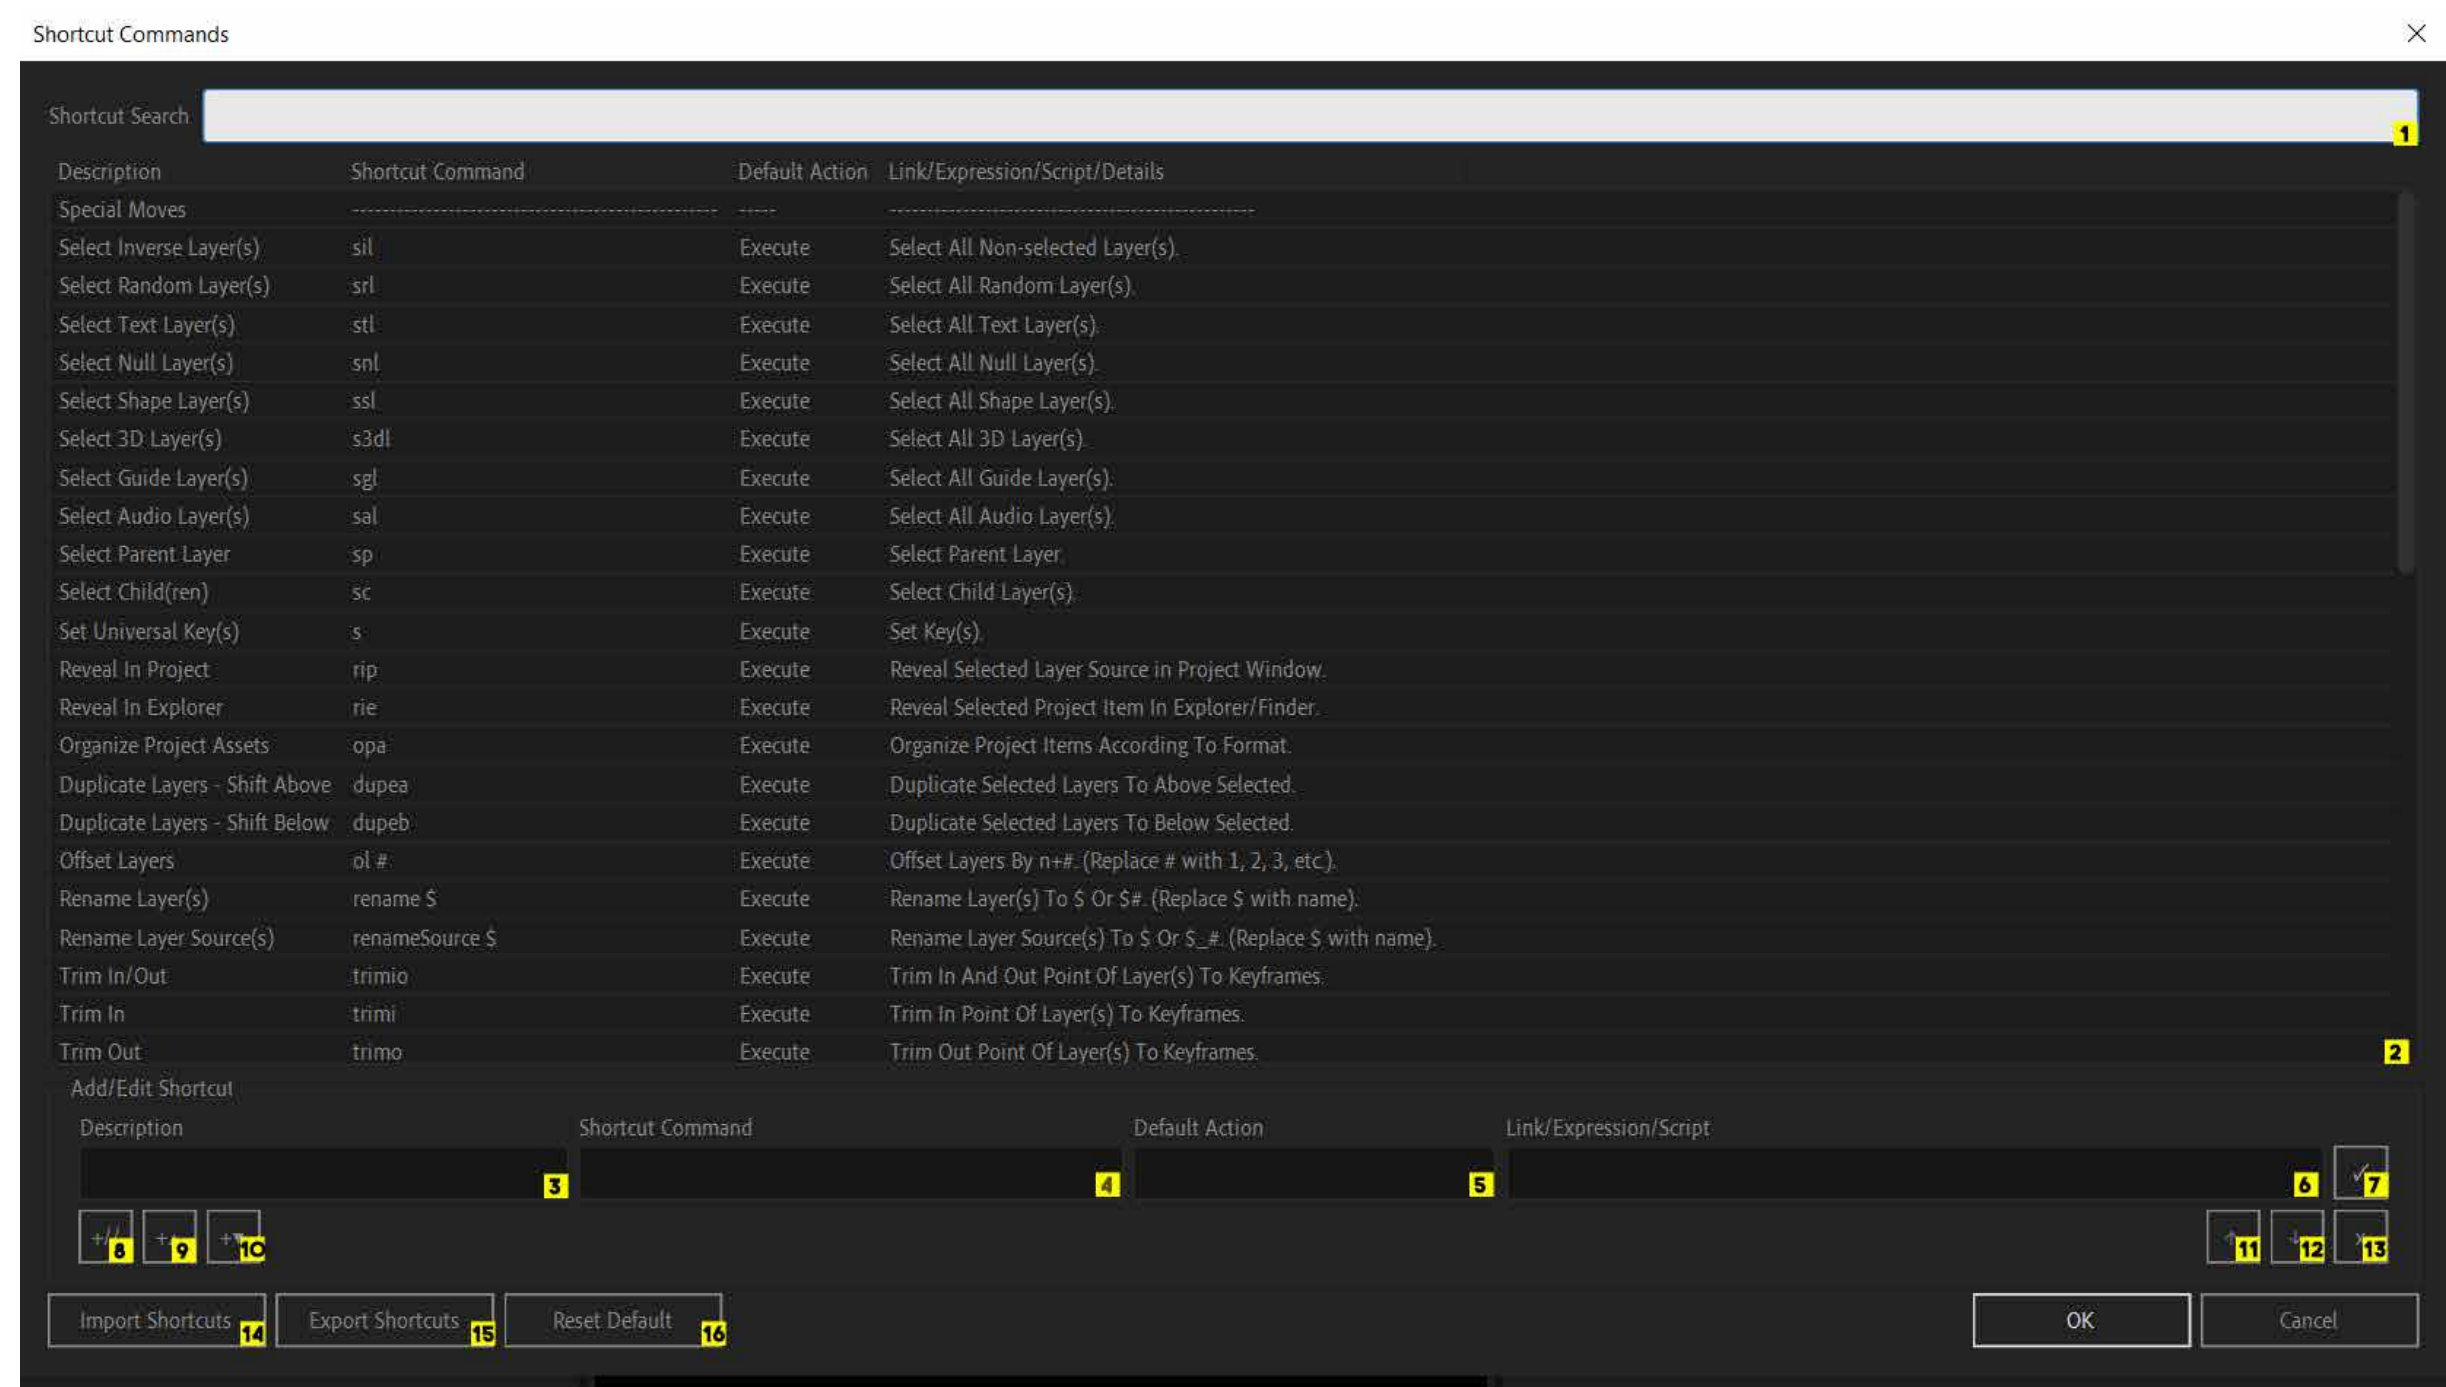 Shortcut Commands
Shortcut Search
1
Description Shortcut Command Default Action Link/Expression/Script/Details
Special Moves ------------------------------------------------- ----- -------------------------------------------------
Select Inverse Layer(s) sil Execute Select All Non-selected Layer(s).
Select Random Layer(s) srl Execute Select All Random Layer(s).
Select Text Layer(s) stl Execute Select All Text Layer(s).
Select Null Layer(s) snl Execute Select All Null Layer(s).
Select Shape Layer(s) ssl Execute Select All Shape Layer(s).
Select 3D Layer(s) s3dl Execute Select All 3D Layer(s).
Select Guide Layer(s) sgl Execute Select All Guide Layer(s).
Select Audio Layer(s) sal Execute Select All Audio Layer(s).
Select Parent Layer sp Execute Select Parent Layer.
Select Child(ren) sc Execute Select Child Layer(s).
Set Universal Key(s) s Execute Set Key(s).
Reveal In Project rip Execute Reveal Selected Layer Source in Project Window.
Reveal In Explorer rie Execute Reveal Selected Project Item In Explorer/Finder.
Organize Project Assets opa Execute Organize Project Items According To Format.
Duplicate Layers - Shift Above dupea Execute Duplicate Selected Layers To Above Selected.
Duplicate Layers - Shift Below dupeb Execute Duplicate Selected Layers To Below Selected.
Offset Layers ol # Execute Offset Layers By n+#. (Replace # with 1, 2, 3, etc.).
Rename Layer(s) rename $ Execute Rename Layer(s) To $ Or $#. (Replace $ with name).
Rename Layer Source(s) renameSource $ Execute Rename Layer Source(s) To $ Or $_#. (Replace $ with name).
Trim In/Out trimio Execute Trim In And Out Point Of Layer(s) To Keyframes.
Trim In trimi Execute Trim In Point Of Layer(s) To Keyframes.
Trim Out trimo Execute Trim Out Point Of Layer(s) To Keyframes.
2
Add/Edit Shortcut
Description Shortcut Command Default Action Link/Expression/Script
3 4 5 6 ✓ 7
+// 8 + 9 +▼ 10 ↑ 11 ↓ 12 x 13
Import Shortcuts 14 Export Shortcuts 15 Reset Default 16 OK Cancel